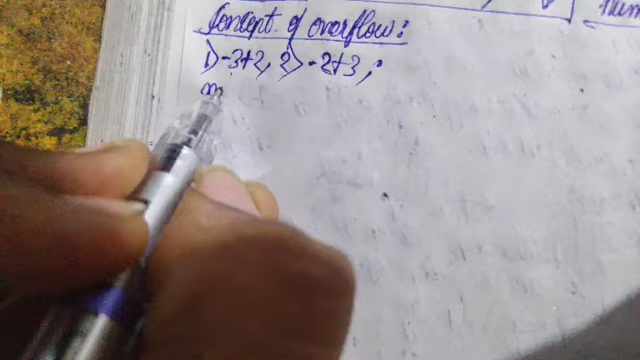 Concept of overflow:
1) -3+2, 2) -2+3,